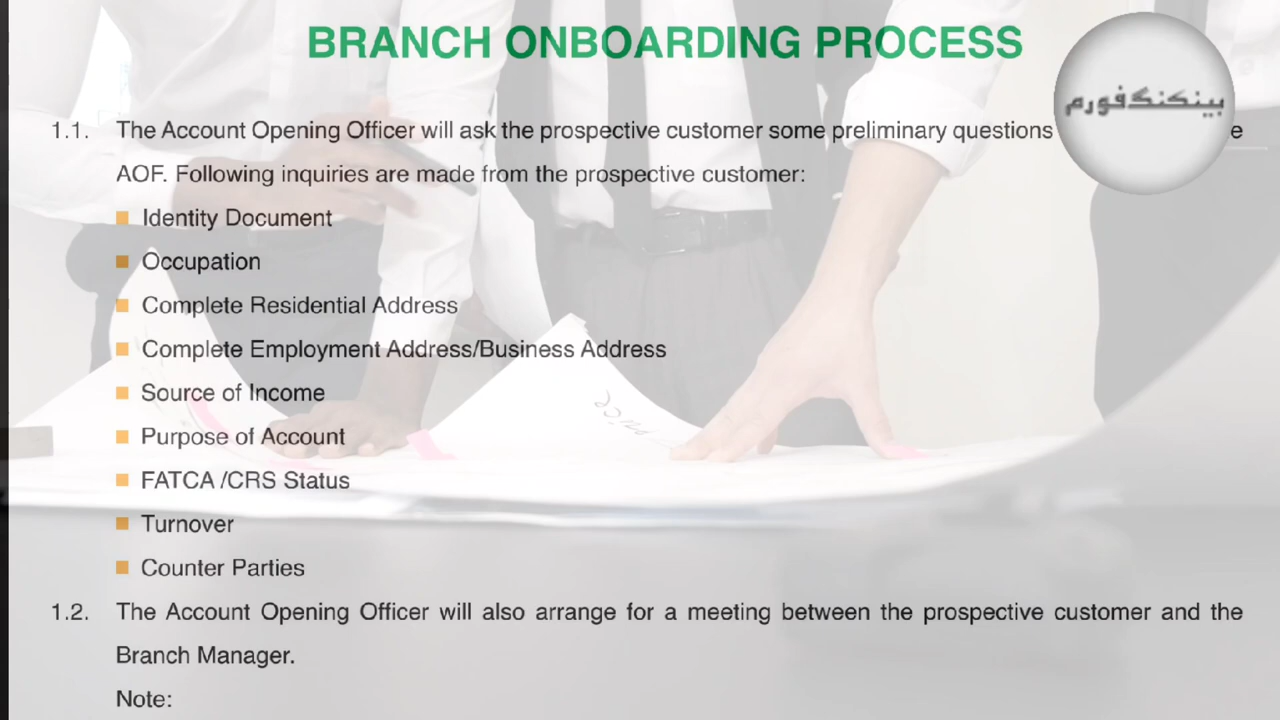 BRANCH ONBOARDING PROCESS
بینکنگفورم
1.1. The Account Opening Officer will ask the prospective customer some preliminary questions
AOF. Following inquiries are made from the prospective customer:
Identity Document
Occupation
Complete Residential Address
Complete Employment Address/Business Address
Source of Income
Purpose of Account
FATCA /CRS Status
Turnover
Counter Parties
1.2. The Account Opening Officer will also arrange for a meeting between the prospective customer and the
Branch Manager.
Note: